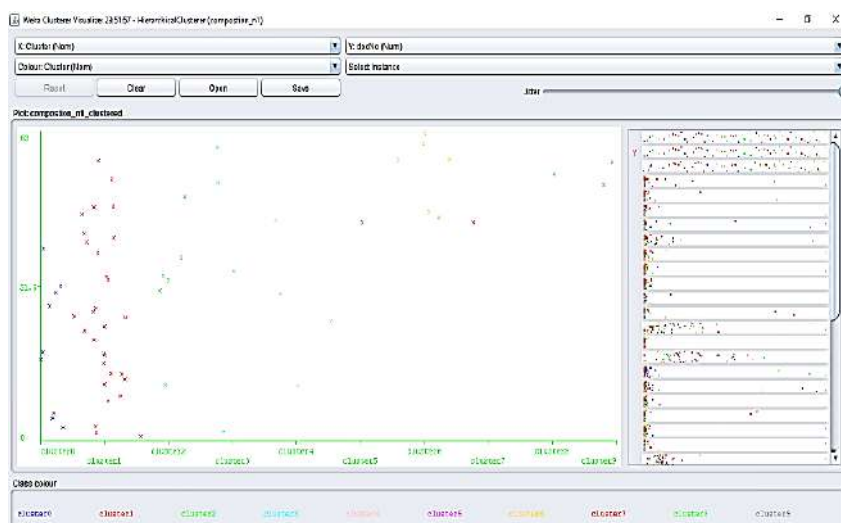 Weka Clusterer Visualize: 23:51:57 - HierarchicalClusterer (compostion_n1)
X: Cluster (Nom)
Y: docNo (Num)
Colour: Cluster (Nom)
Select Instance
Reset
Clear
Open
Save
Jitter
Plot: compostion_n1_clustered
Y
0
cluster0
cluster1
cluster2
cluster3
cluster4
cluster5
cluster6
cluster7
cluster8
cluster9
Class colour
cluster0 cluster1 cluster2 cluster3 cluster4 cluster5 cluster6 cluster7 cluster8 cluster9